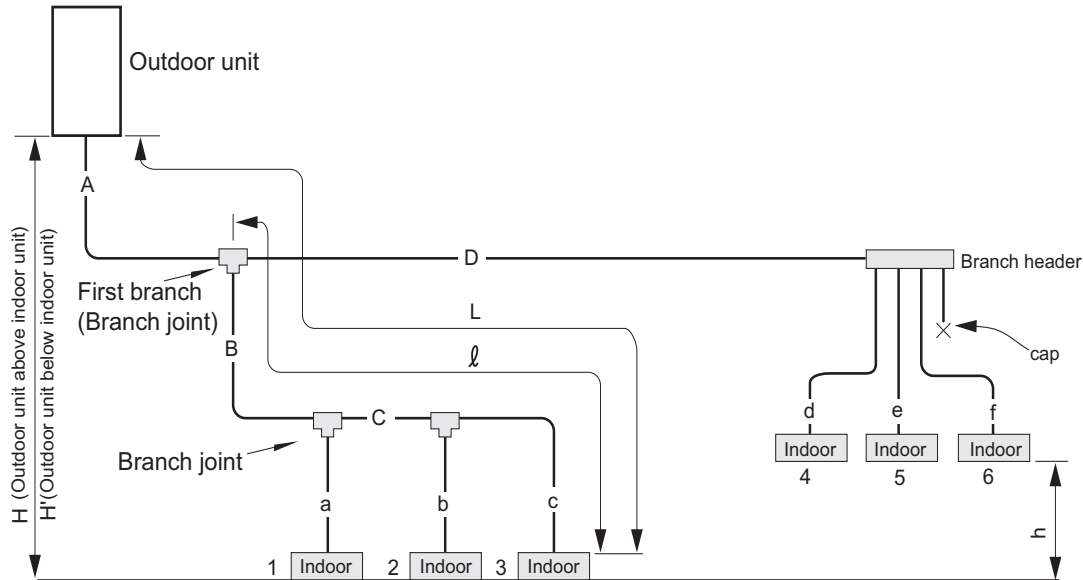 Outdoor unit
A
H (Outdoor unit above indoor unit)
H'(Outdoor unit below indoor unit)
First branch
(Branch joint)
D
Branch header
cap
L
ℓ
B
C
Branch joint
a
b
c
d
e
f
Indoor
4
Indoor
5
Indoor
6
h
1 Indoor
2 Indoor
3 Indoor